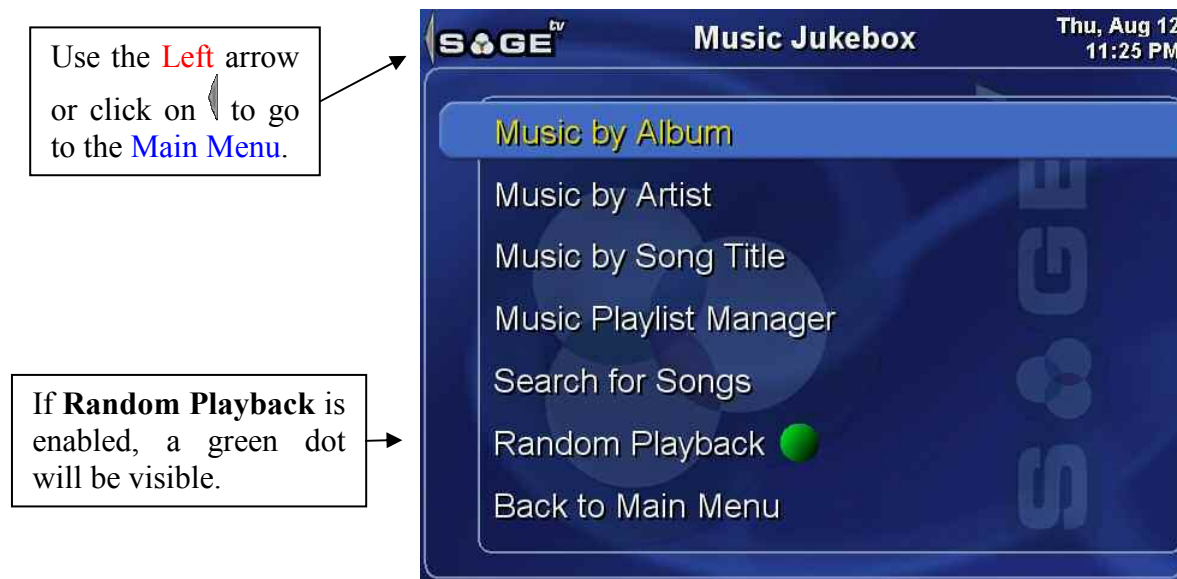 Use the Left arrow
or click on to go
to the Main Menu.
If Random Playback is
enabled, a green dot
will be visible.
SAGE tv
Music Jukebox
Thu, Aug 12
11:25 PM
Music by Album
Music by Artist
Music by Song Title
Music Playlist Manager
Search for Songs
Random Playback
Back to Main Menu
SAGE